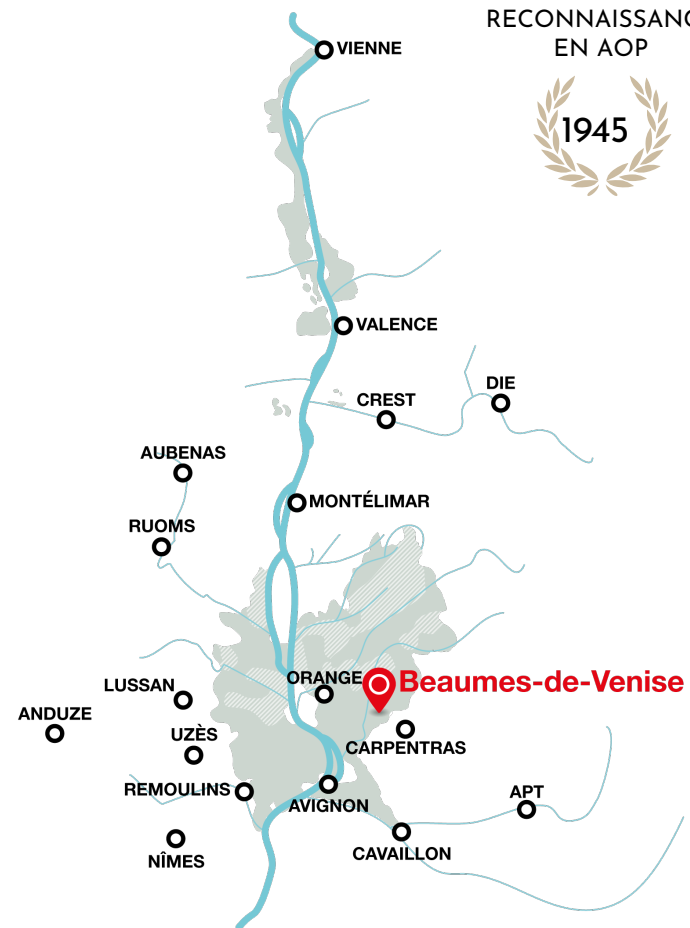 RECONNAISSANC
EN AOP
1945
VIENNE
VALENCE
CREST
DIE
AUBENAS
MONTÉLIMAR
RUOMS
ORANGE
Beaumes-de-Venise
LUSSAN
ANDUZE
UZÈS
CARPENTRAS
REMOULINS
AVIGNON
APT
NÎMES
CAVAILLON